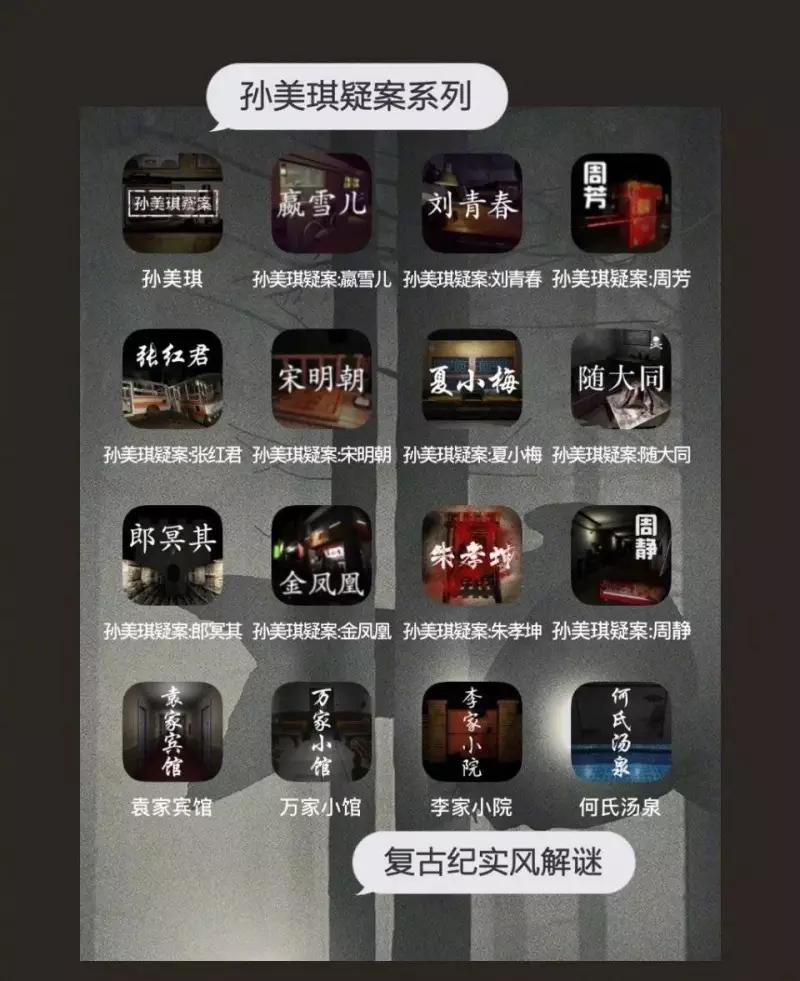 孙美琪疑案系列
孙美琪疑案
嬴雪儿
刘青春
周芳
孙美琪
孙美琪疑案:嬴雪儿
孙美琪疑案:刘青春
孙美琪疑案:周芳
张红君
宋明朝
夏小梅
随大同
孙美琪疑案:张红君
孙美琪疑案:宋明朝
孙美琪疑案:夏小梅
孙美琪疑案:随大同
郎冥其
金凤凰
朱孝坤
周静
孙美琪疑案:郎冥其
孙美琪疑案:金凤凰
孙美琪疑案:朱孝坤
孙美琪疑案:周静
袁家宾馆
万家小馆
李家小院
何氏汤泉
袁家宾馆
万家小馆
李家小院
何氏汤泉
复古纪实风解谜